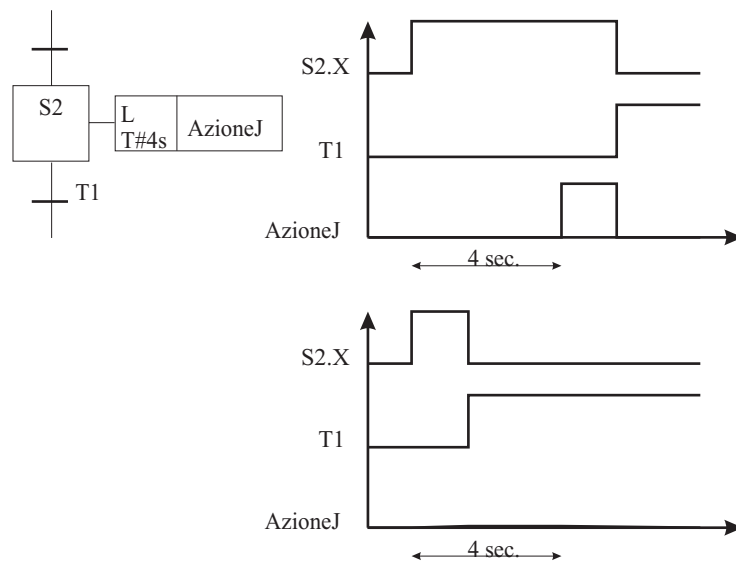 S2
L
T#4s
AzioneJ
T1
S2.X
T1
AzioneJ
4 sec.
S2.X
T1
AzioneJ
4 sec.